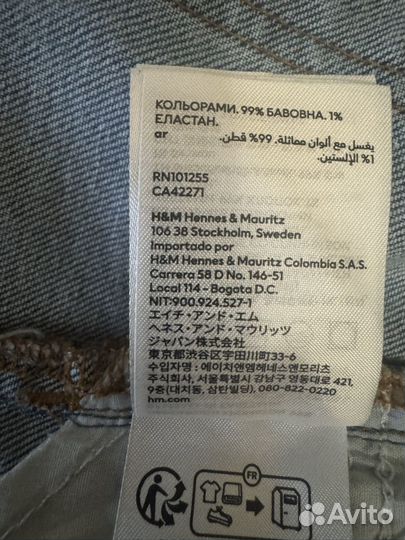 КОЛЬОРАМИ. 99% БАВОВНА. 1%
ЕЛАСТАН.
ar
يغسل مع ألوان مماثلة. 99% قطن.
1% الإلستين.
RN101255
CA42271
H&M Hennes & Mauritz
106 38 Stockholm, Sweden
Importado por
H&M Hennes & Mauritz Colombia S.A.S.
Carrera 58 D No. 146-51
Local 114 - Bogata D.C.
NIT:900.924.527-1
エイチ・アンド・エム
ヘネス・アンド・マウリッツ
ジャパン株式会社
東京都渋谷区宇田川町33-6
수입자명 : 에이치앤엠헤네스앤모리츠
주식회사, 서울특별시 강남구 영동대로 421,
9층(대치동, 삼탄빌딩), 080-822-0220
hm.com
FR
Avito